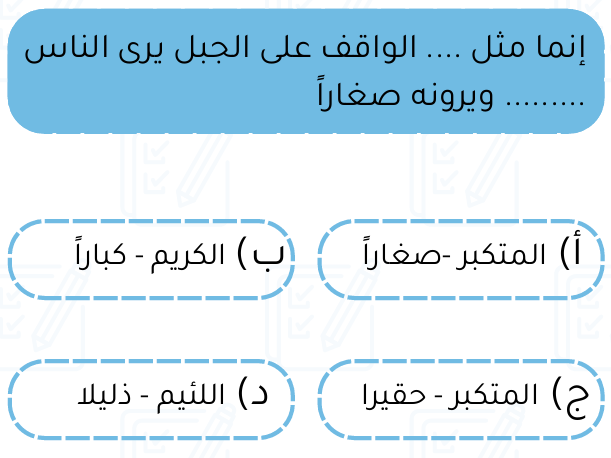 إنما مثل .... الواقف على الجبل يرى الناس
......... ويرونه صغاراً
أ) المتكبر -صغاراً
ب) الكريم - كباراً
ج) المتكبر - حقيرا
د) اللئيم - ذليلا